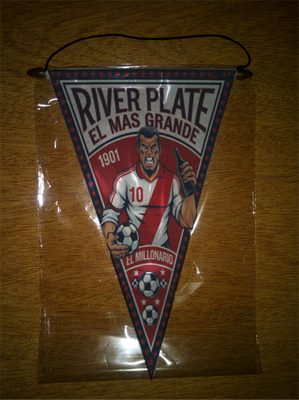 RIVER PLATE
EL MAS GRANDE
1901
10
EL MILLONARIO